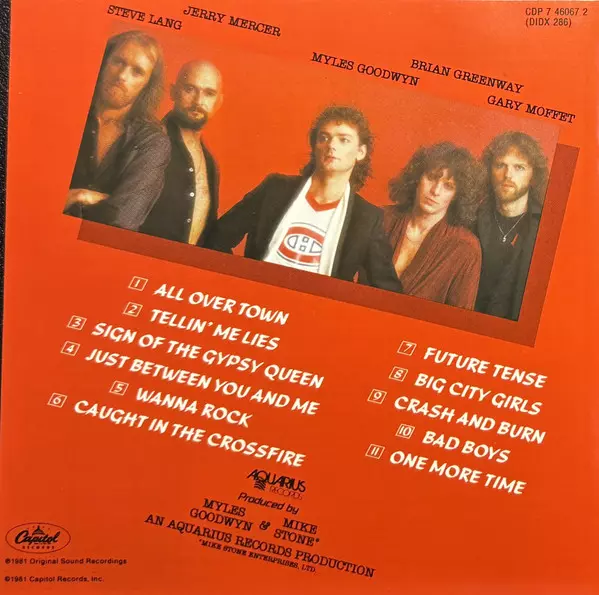 CDP 7 46067 2
(DIDX 286)
STEVE LANG
JERRY MERCER
MYLES GOODWYN
BRIAN GREENWAY
GARY MOFFET
1 ALL OVER TOWN
2 TELLIN' ME LIES
3 SIGN OF THE GYPSY QUEEN
4 JUST BETWEEN YOU AND ME
5 WANNA ROCK
6 CAUGHT IN THE CROSSFIRE
7 FUTURE TENSE
8 BIG CITY GIRLS
9 CRASH AND BURN
10 BAD BOYS
11 ONE MORE TIME
AQUARIUS
RECORDS
Produced by
MYLES GOODWYN & MIKE STONE*
AN AQUARIUS RECORDS PRODUCTION
*MIKE STONE ENTERPRISES, LTD.
Capitol
RECORDS
℗1981 Original Sound Recordings
©1981 Capitol Records, Inc.